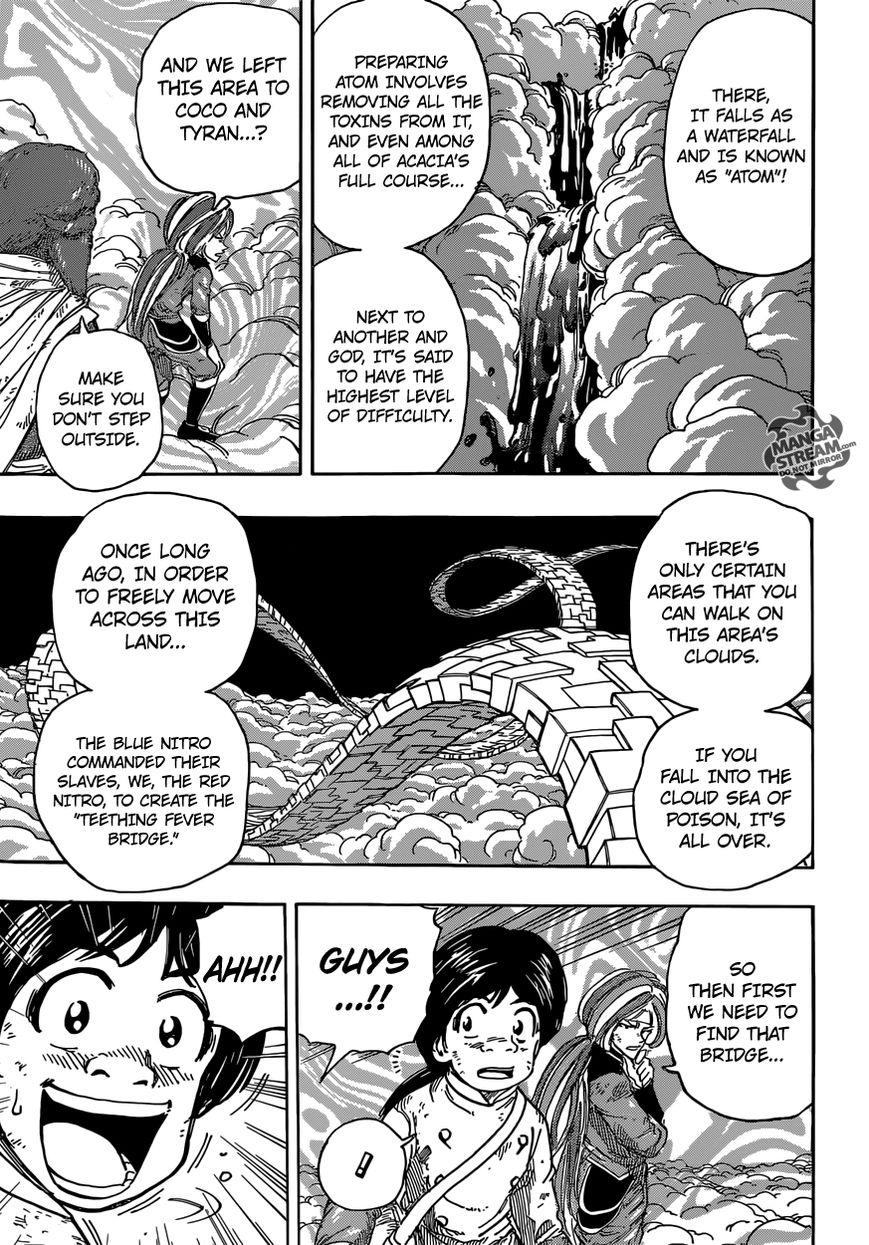 THERE,
IT FALLS AS
A WATERFALL
AND IS KNOWN
AS "ATOM"!
PREPARING
ATOM INVOLVES
REMOVING ALL THE
TOXINS FROM IT,
AND EVEN AMONG
ALL OF ACACIA'S
FULL COURSE...
NEXT TO
ANOTHER AND
GOD, IT'S SAID
TO HAVE THE
HIGHEST LEVEL
OF DIFFICULTY.
MANGA
STREAM.com
DO NOT MIRROR
AND WE LEFT
THIS AREA TO
COCO AND
TYRAN...?
MAKE
SURE YOU
DON'T STEP
OUTSIDE.
THERE'S
ONLY CERTAIN
AREAS THAT YOU
CAN WALK ON
THIS AREA'S
CLOUDS.
IF YOU
FALL INTO THE
CLOUD SEA OF
POISON, IT'S
ALL OVER.
ONCE LONG
AGO, IN ORDER
TO FREELY MOVE
ACROSS THIS
LAND...
THE BLUE NITRO
COMMANDED THEIR
SLAVES, WE, THE RED
NITRO, TO CREATE THE
"TEETHING FEVER
BRIDGE."
SO
THEN FIRST
WE NEED TO
FIND THAT
BRIDGE...
GUYS
...!!
!
AHH!!